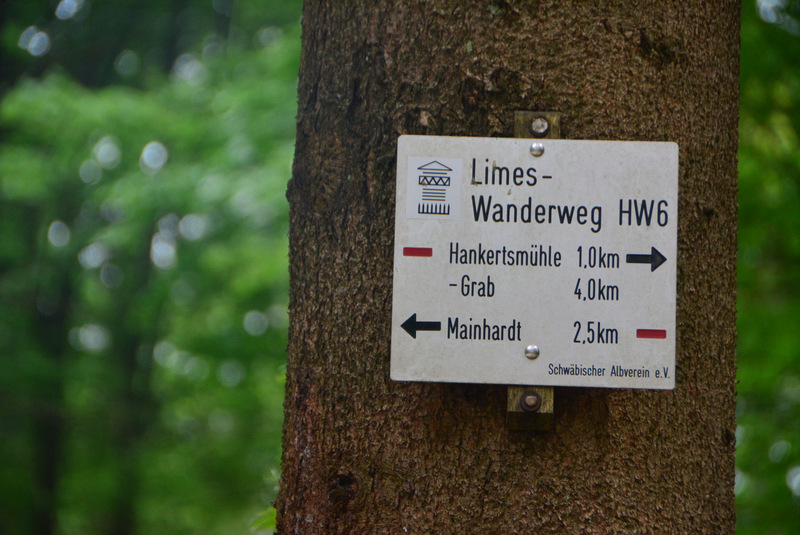 Limes-
Wanderweg HW6
Hankertsmühle 1,0km
-Grab 4,0km
Mainhardt 2,5km
Schwäbischer Albverein e.V.